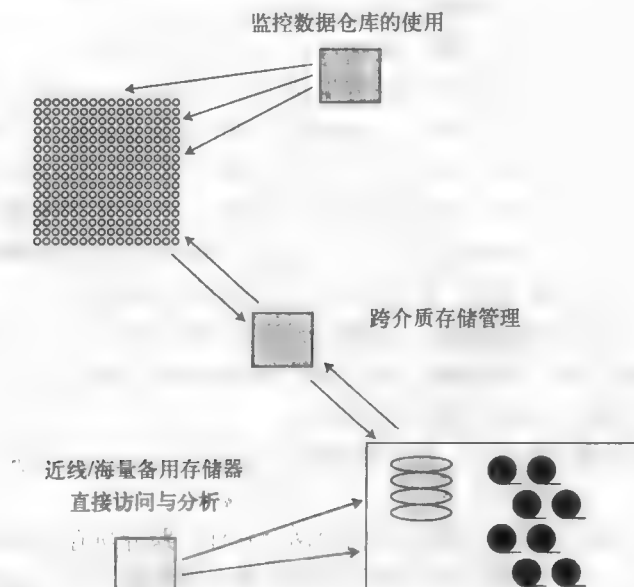 监控数据仓库的使用
跨介质存储管理
近线/海量备用存储器
直接访问与分析